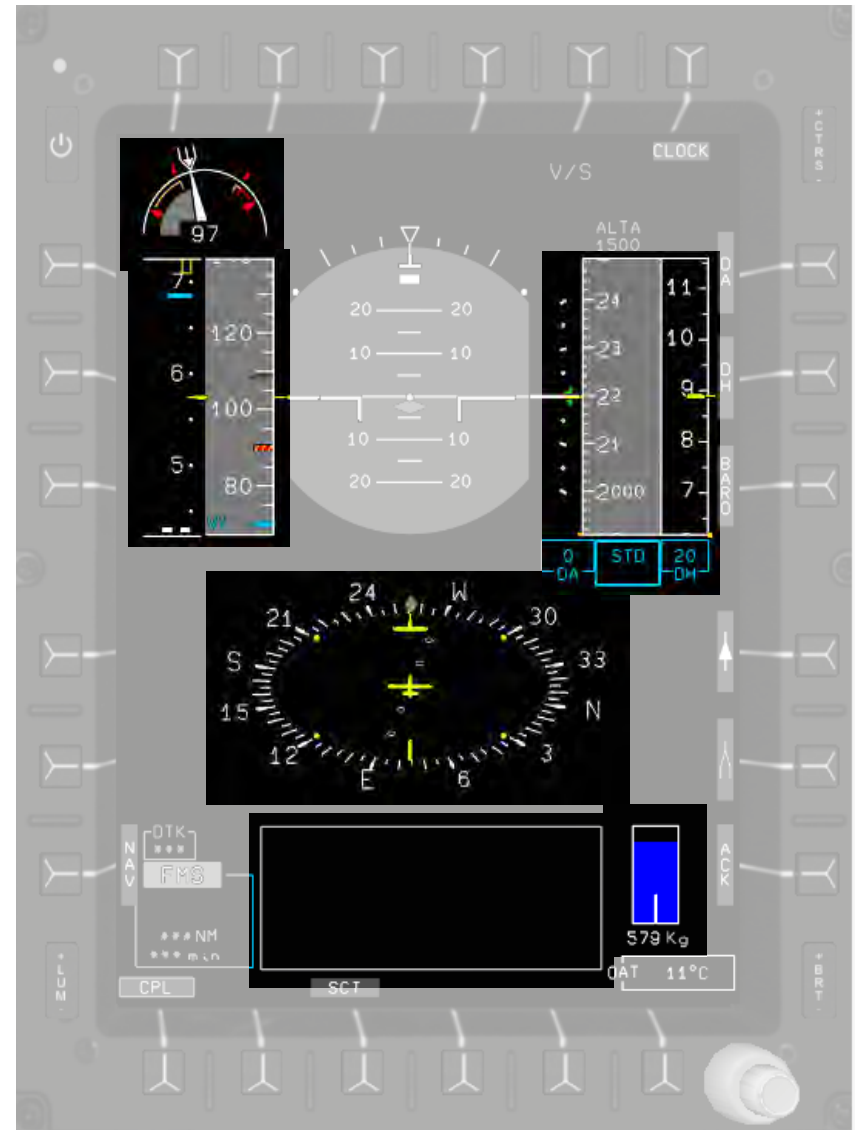 CLOCK
V/S
+
CTRS
-
97
ALTA
1500
DA
7
120
6
100
5
80
20 20
10 10
10 10
20 20
24
23
22
21
2000
11
10
9
8
7
DH
BARO
0
DA
STD
20
DH
24 W
21 30
S 33
15 N
12 3
E 6
DTK
***
NAV
FMS
***NM
***min
579 Kg
ACK
OAT 11°C
CPL
SCT
+
LUM
-
+
BRT
-